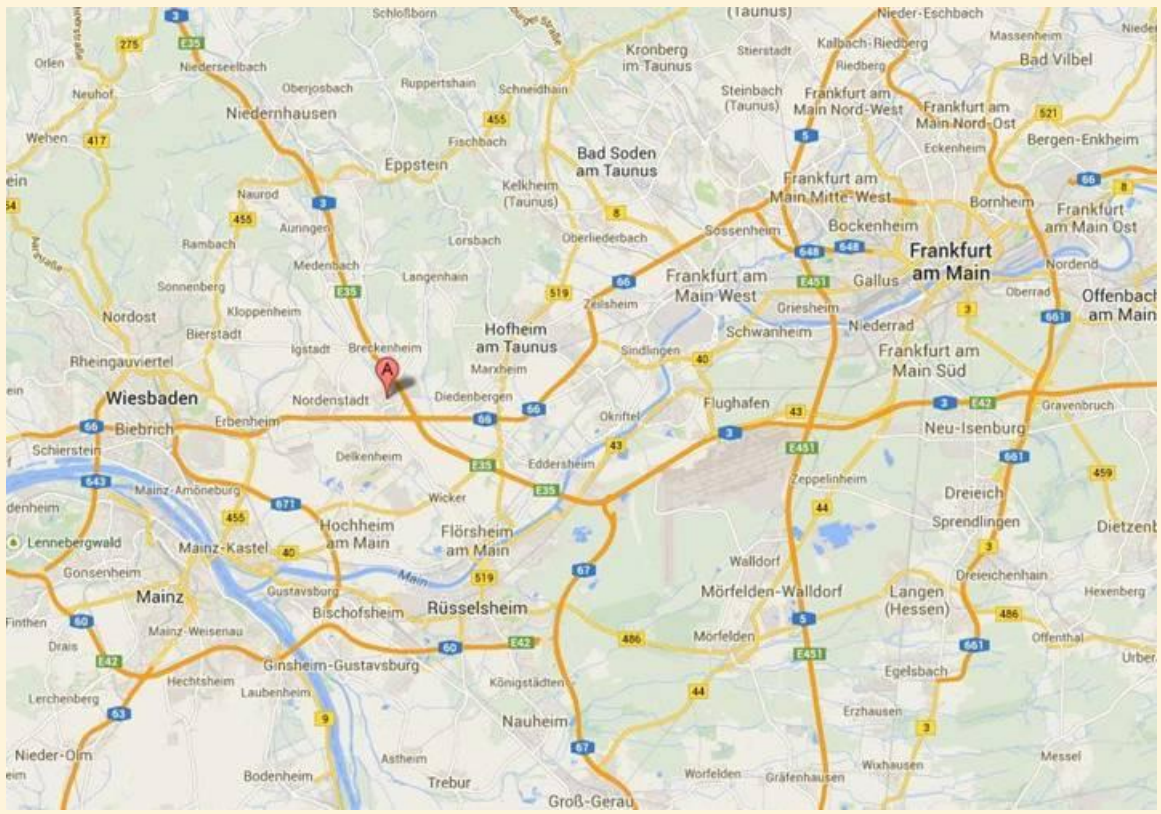 Schloßborn
(Taunus)
Nieder-Eschbach
3
E35
275
Massenheim
Kronberg
im Taunus
Stierstadt
Kalbach-Riedberg
Orlen
Niederseelbach
Riedberg
Bad Vilbel
Neuhof
Oberjosbach
Ruppertshain
Schneidhain
Steinbach
(Taunus)
Frankfurt am
Main Nord-West
Frankfurt am
Main Nord-Ost
521
Niedernhausen
455
Wehen
417
Fischbach
5
Eckenheim
Bergen-Enkheim
Eppstein
Bad Soden
am Taunus
Naurod
Kelkheim
(Taunus)
Frankfurt am
Main Mitte-West
66
8
3
455
Auringen
8
Bockenheim
Bornheim
Frankfurt
am Main Ost
Aarstraße
Rambach
Lorsbach
Oberliederbach
Sossenheim
648
648
Frankfurt
am Main
Medenbach
Langenhain
66
Frankfurt am
Main West
E451
Gallus
Nordend
Sonnenberg
E35
519
Zeilsheim
Oberrad
Offenbach
am Main
Nordost
Kloppenheim
Griesheim
3
661
Bierstadt
Hofheim
am Taunus
Schwanheim
Niederrad
Igstadt
Breckenheim
Sindlingen
40
Frankfurt am
Main Süd
Rheingauviertel
A
Marxheim
Wiesbaden
Nordenstadt
Diedenbergen
Flughafen
3
E42
Gravenbruch
66
Biebrich
Erbenheim
66
66
Okriftel
43
3
Neu-Isenburg
Schierstein
Delkenheim
E35
Eddersheim
43
E451
661
459
643
Mainz-Amöneburg
671
Wicker
E35
Zeppelinheim
Dreieich
455
44
Sprendlingen
Dietzenb
denheim
Hochheim
am Main
Flörsheim
am Main
Lennebergwald
Mainz-Kastel
40
3
Gonsenheim
Main
519
67
Walldorf
Dreieichenhain
Gustavsburg
Mörfelden-Walldorf
Langen
(Hessen)
Hexenberg
Mainz
Bischofsheim
Rüsselsheim
5
486
Finthen
60
Mainz-Weisenau
486
Mörfelden
Offenthal
Drais
60
E42
661
E42
Ginsheim-Gustavsburg
E451
Urber
Hechtsheim
Königstädten
Egelsbach
Lerchenberg
Laubenheim
44
63
9
Nauheim
Erzhausen
3
Nieder-Olm
67
Messel
Astheim
Wixhausen
Bodenheim
Trebur
Worfelden
Gräfenhausen
Groß-Gerau